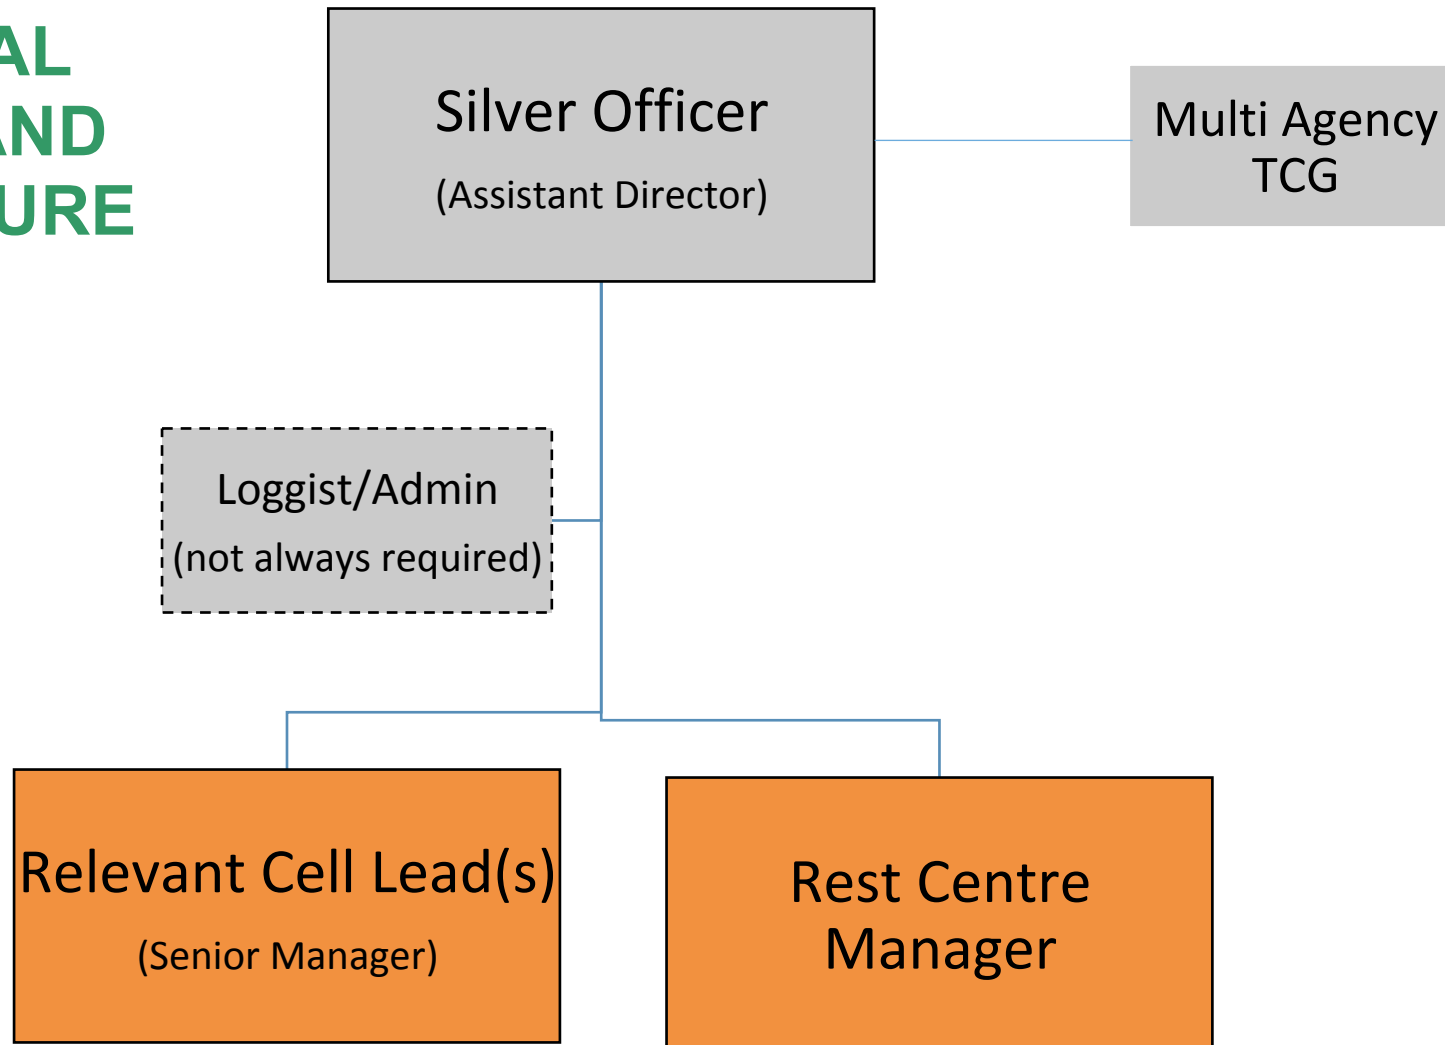 AL
AND
URE
Silver Officer
(Assistant Director)
Multi Agency
TCG
Loggist/Admin
(not always required)
Relevant Cell Lead(s)
(Senior Manager)
Rest Centre
Manager